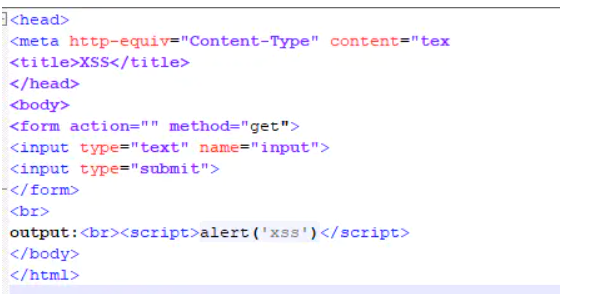 <head>
<meta http-equiv="Content-Type" content="tex
<title>XSS</title>
</head>
<body>
<form action="" method="get">
<input type="text" name="input">
<input type="submit">
</form>
<br>
output:<br><script>alert('xss')</script>
</body>
</html>